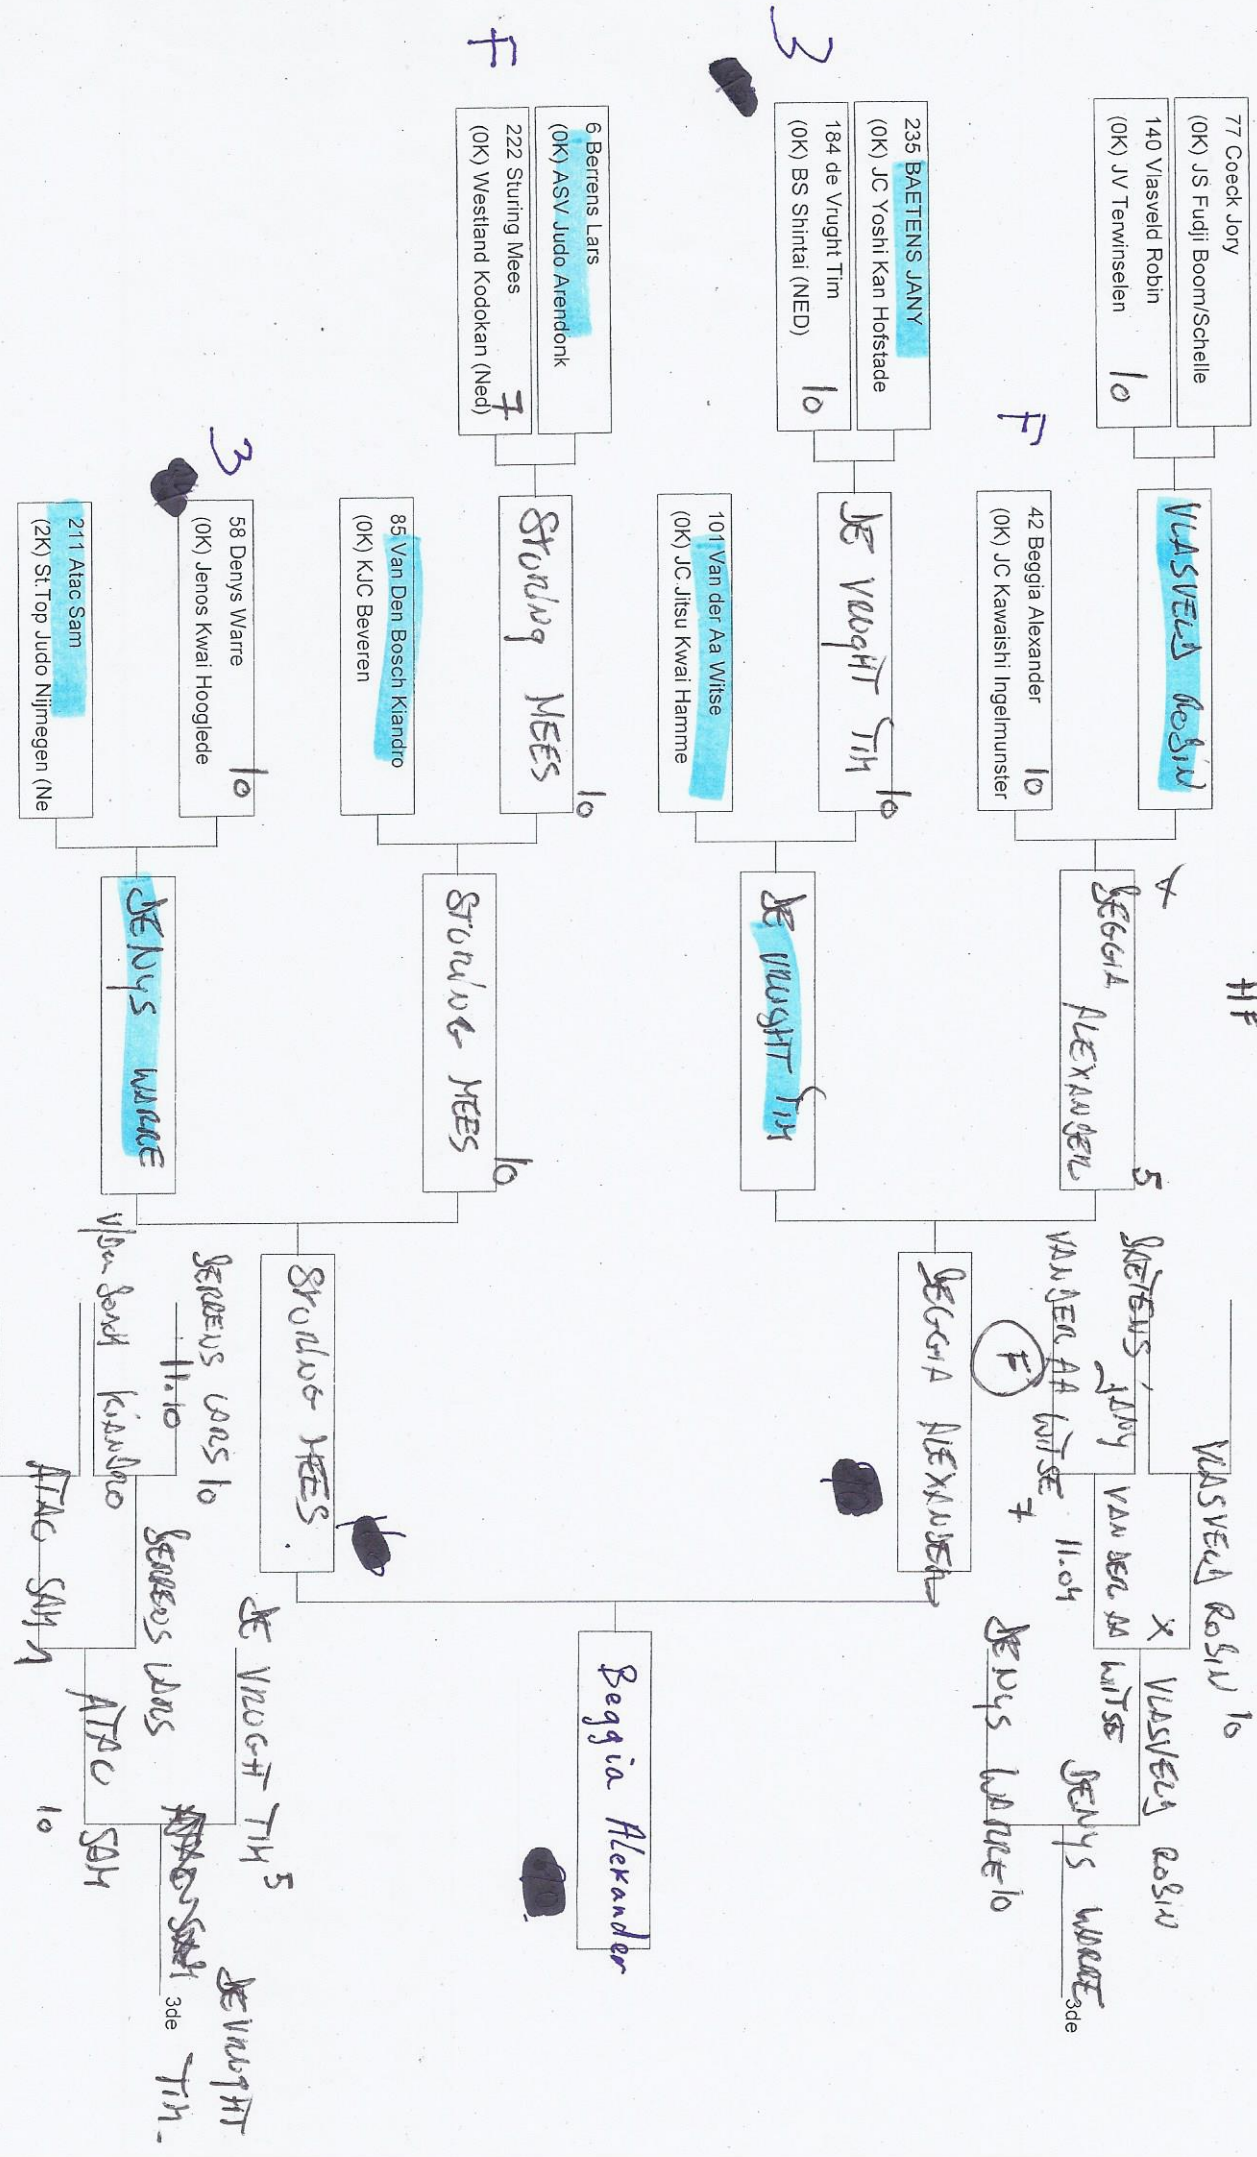 HF
77 Coeck Jory
(0K) JS Fudji Boom/Schelle
140 Vlasveld Robin
(0K) JV Terwinselen
10
VLASVELD ROBIN
F
42 Beggia Alexander
(0K) JC Kawaishi Ingelmunster
10
BEGGIA ALEXANDER
5
3
235 BAETENS JANY
(0K) JC Yoshi Kan Hofstade
184 de Vrught Tim
(0K) BS Shintai (NED)
10
DE VRUGHT TIM
10
101 Van der Aa Witse
(0K) JC Jitsu Kwai Hamme
DE VRUGHT TIM
BEGGIA ALEXANDER
F
6 Berrens Lars
(0K) ASV Judo Arendonk
222 Sturing Mees
(0K) Westland Kodokan (Ned)
7
STURING MEES
10
85 Van Den Bosch Kiandro
(0K) KJC Beveren
STURING MEES
10
3
58 Denys Warre
(0K) Jenos Kwai Hooglede
10
211 Atac Sam
(2K) St. Top Judo Nijmegen (Ne
DENYS WARRE
STURING MEES
Beggia Alexander
VLASVELD ROBIN 10
BAETENS JANY
VAN DER AA WITSE 7
F
11.04
VAN DER AA WITSE
X
VLASVELD ROBIN
DENYS WARRE 10
DENYS WARRE
3de
BERRENS LARS 10
11.10
KIANDRO
BERRENS LARS
ATAC SAM
ATAC SAM
10
DE VRUGHT TIM 5
DE VRUGHT TIM
3de